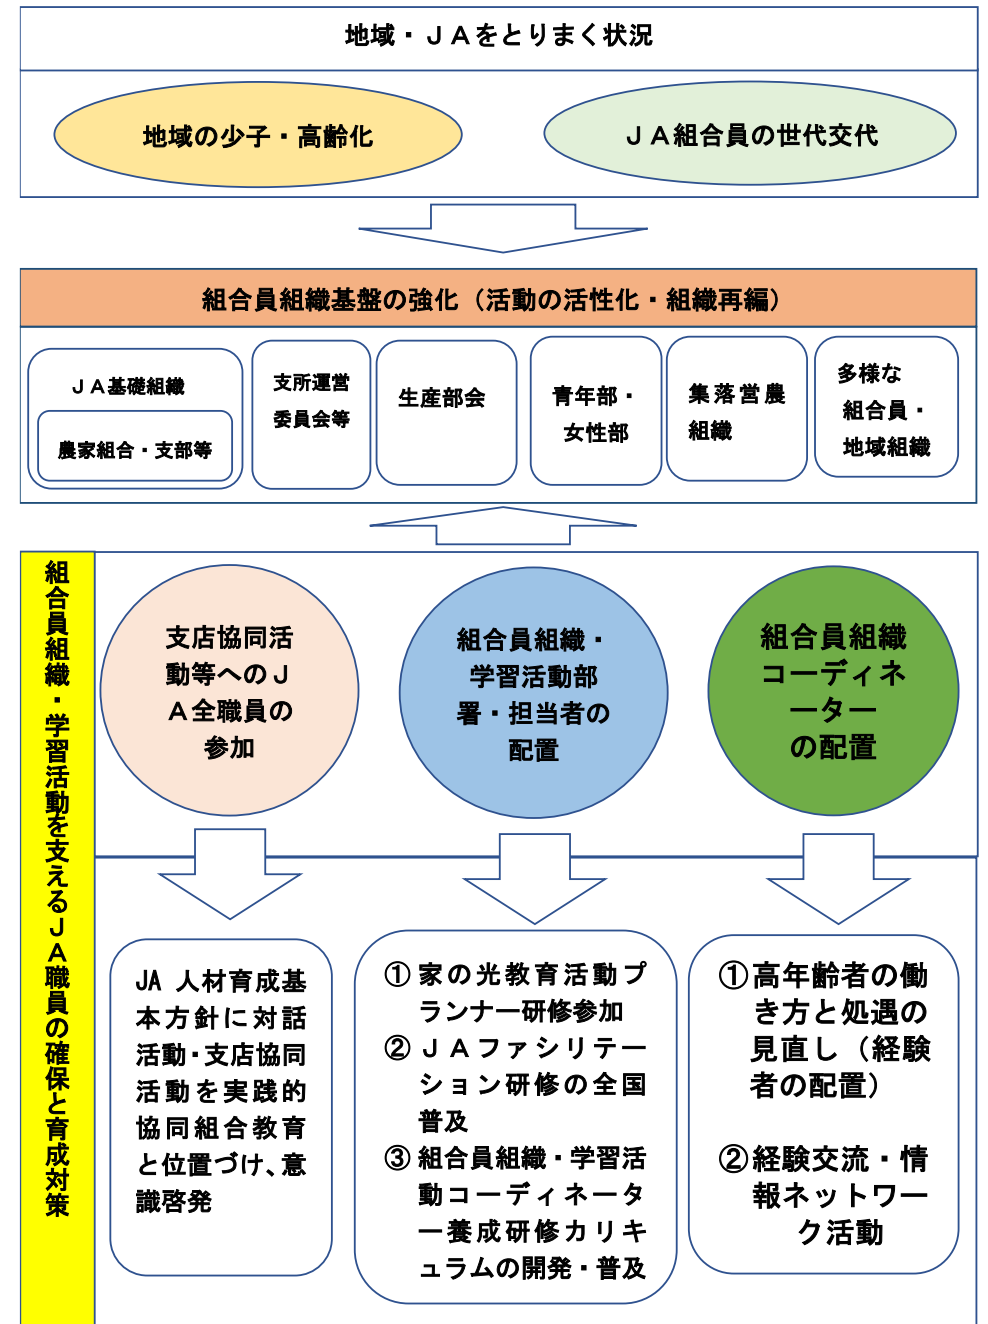 地域・ＪＡをとりまく状況
地域の少子・高齢化
ＪＡ組合員の世代交代
組合員組織基盤の強化（活動の活性化・組織再編）
ＪＡ基礎組織
農家組合・支部等
支所運営
委員会等
生産部会
青年部・
女性部
集落営農
組織
多様な
組合員・
地域組織
組合員組織・学習活動を支えるＪＡ職員の確保と育成対策
支店協同活
動等へのＪ
Ａ全職員の
参加
組合員組織・
学習活動部
署・担当者の
配置
組合員組織
コーディネ
ーター
の配置
JA 人材育成基
本方針に対話
活動・支店協同
活動を実践的
協同組合教育
と位置づけ、意
識啓発
① 家の光教育活動プ
ランナー研修参加
② ＪＡファシリテー
ション研修の全国
普及
③ 組合員組織・学習活
動コーディネータ
ー養成研修カリキ
ュラムの開発・普及
①高年齢者の働
き方と処遇の
見直し（経験
者の配置）
②経験交流・情
報ネットワー
ク活動